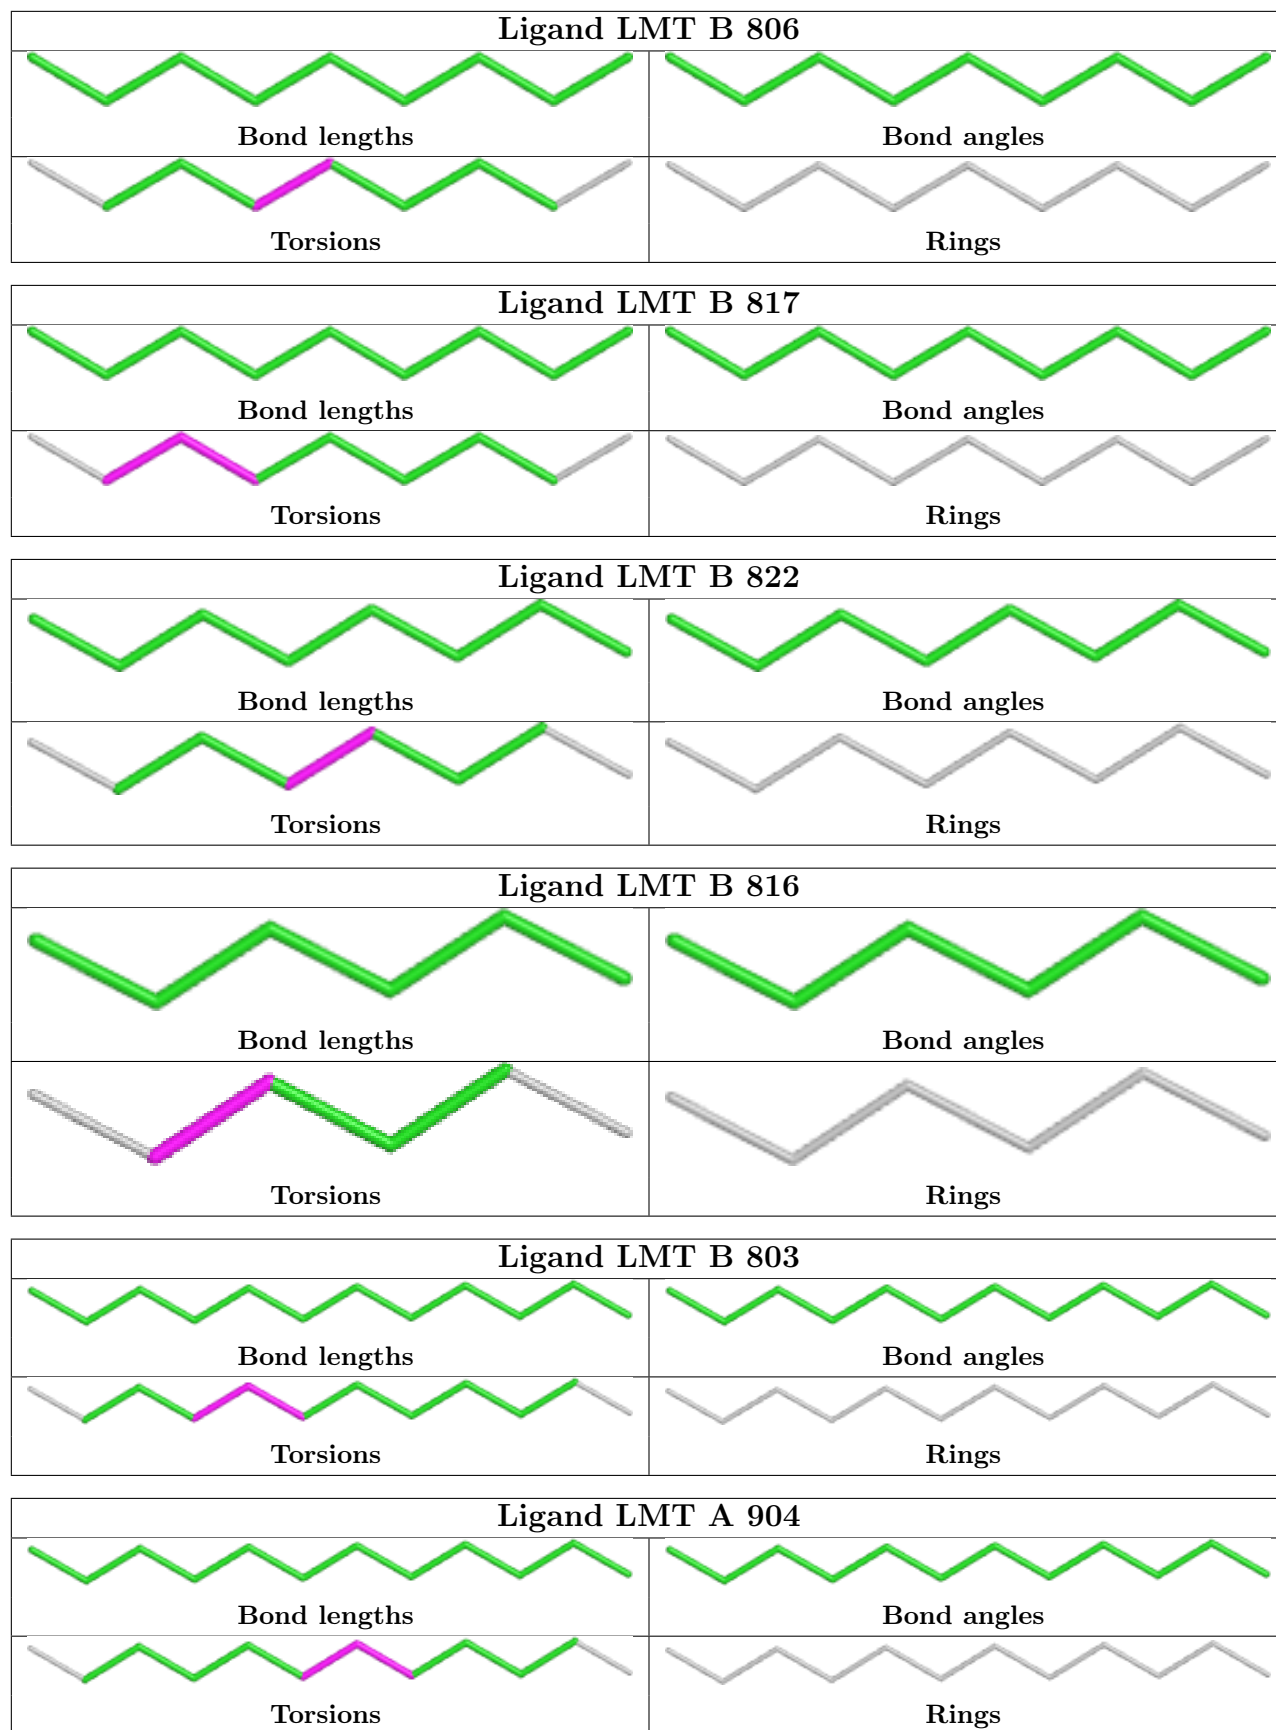 Ligand LMT B 806
Bond lengths Bond angles
Torsions Rings
Ligand LMT B 817
Bond lengths Bond angles
Torsions Rings
Ligand LMT B 822
Bond lengths Bond angles
Torsions Rings
Ligand LMT B 816
Bond lengths Bond angles
Torsions Rings
Ligand LMT B 803
Bond lengths Bond angles
Torsions Rings
Ligand LMT A 904
Bond lengths Bond angles
Torsions Rings